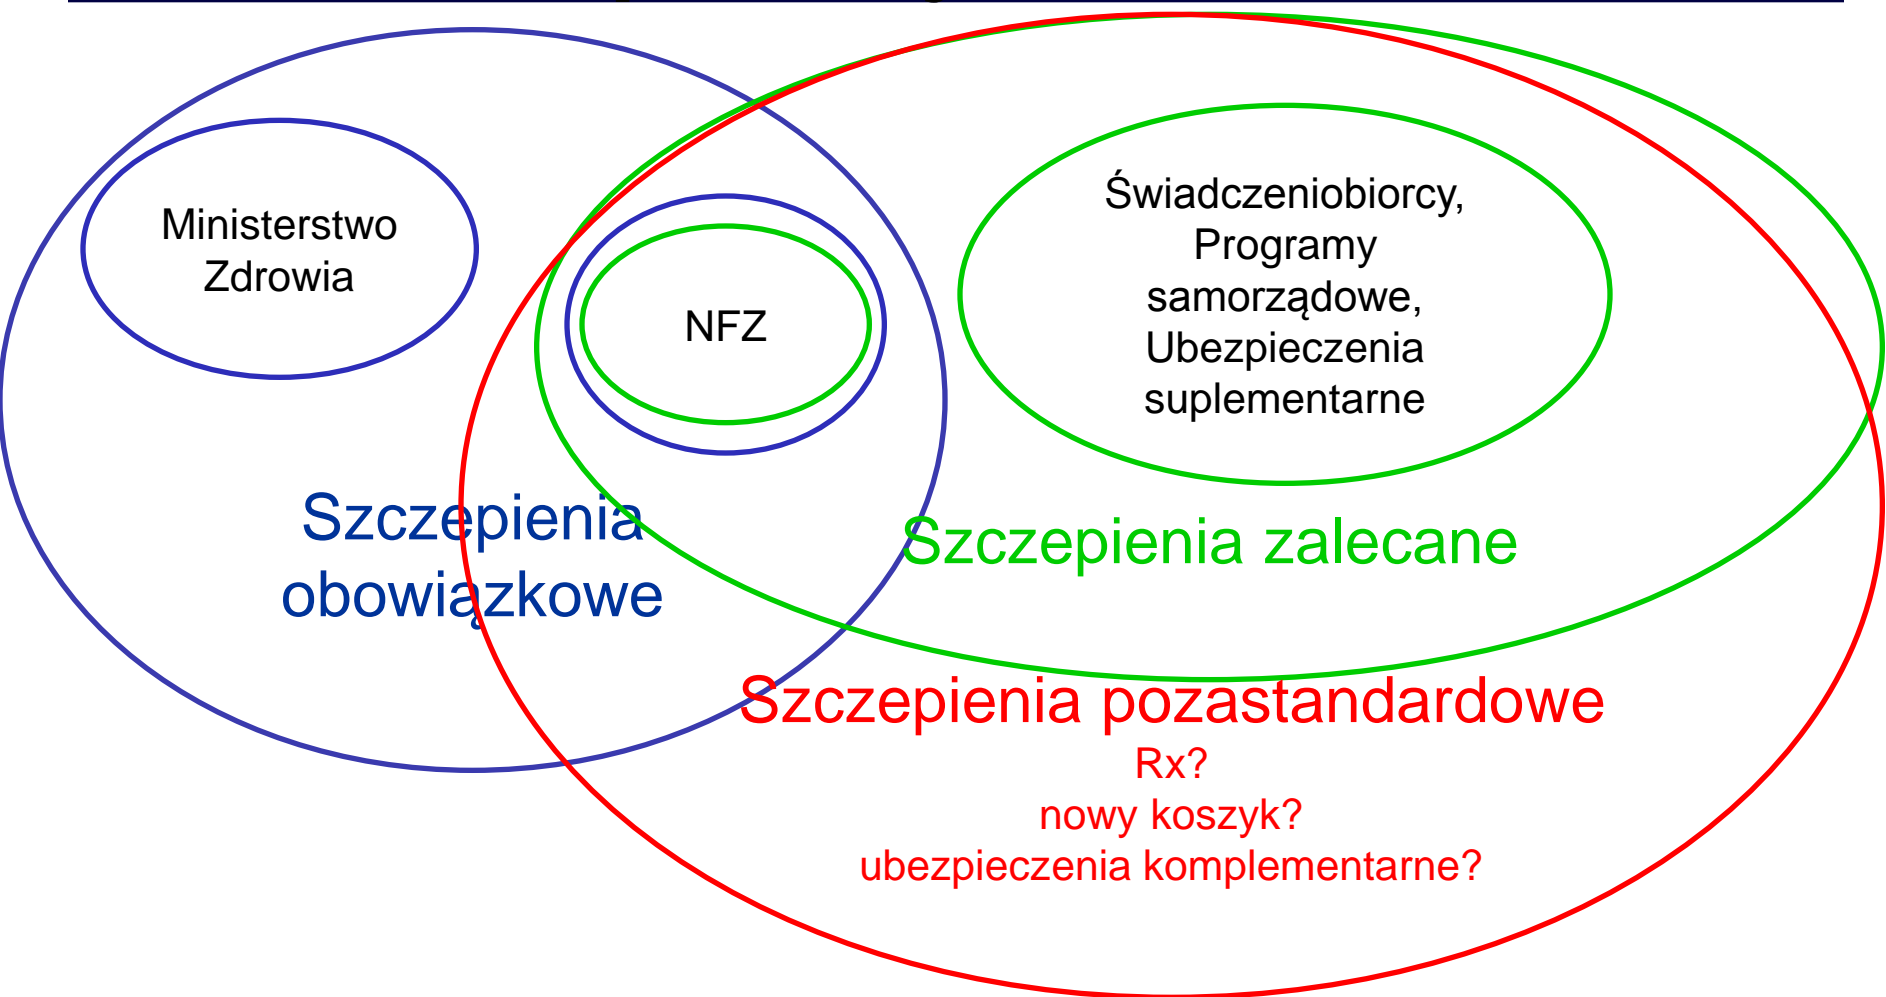 Ministerstwo
Zdrowia
NFZ
Świadczeniobiorcy,
Programy
samorządowe,
Ubezpieczenia
suplementarne
Szczepienia
obowiązkowe
Szczepienia zalecane
Szczepienia pozastandardowe
Rx?
nowy koszyk?
ubezpieczenia komplementarne?